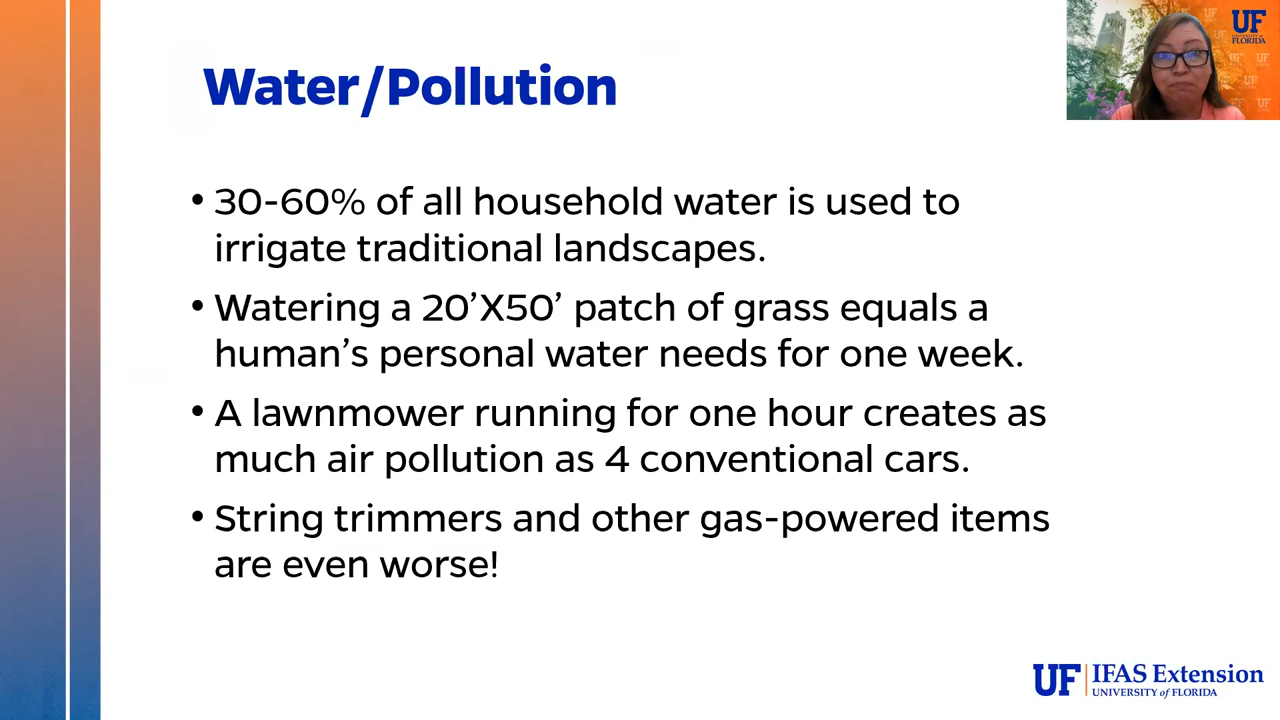 Water/Pollution
UF
UNIVERSITY of
FLORIDA
• 30-60% of all household water is used to
irrigate traditional landscapes.
• Watering a 20’X50’ patch of grass equals a
human’s personal water needs for one week.
• A lawnmower running for one hour creates as
much air pollution as 4 conventional cars.
• String trimmers and other gas-powered items
are even worse!
UF IFAS Extension
UNIVERSITY of FLORIDA